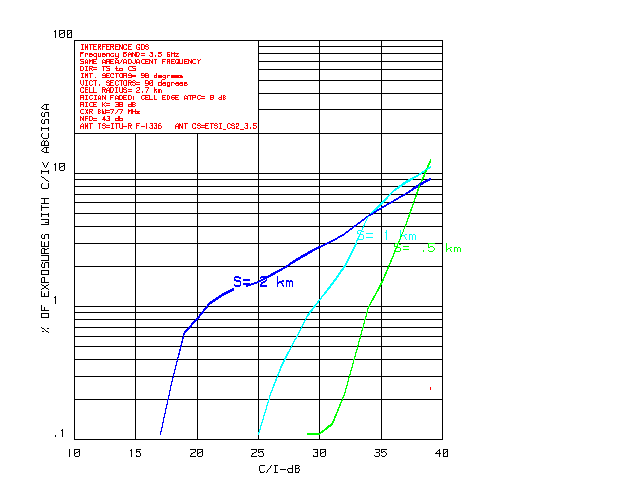 100
INTERFERENCE GDS
Frequency BAND= 3.5 GHz
SAME AREA/ADJACENT FREQUENCY
DIR= TS to CS
INT. SECTORS= 90 degrees
VICT. SECTORS= 90 degrees
CELL RADIUS= 2.7 km
RICIAN FADED: CELL EDGE ATPC= 0 dB
RICE K= 30 dB
CXR BW=7/7 MHz
NFD= 43 db
ANT TS=ITU-R F-1336 ANT CS=ETSI_CS2_3.5
% OF EXPOSURES WITH C/I< ABCISSA
10
S= 1 km
S= .5 km
S= 2 km
1
.1
10 15 20 25 30 35 40
C/I-dB